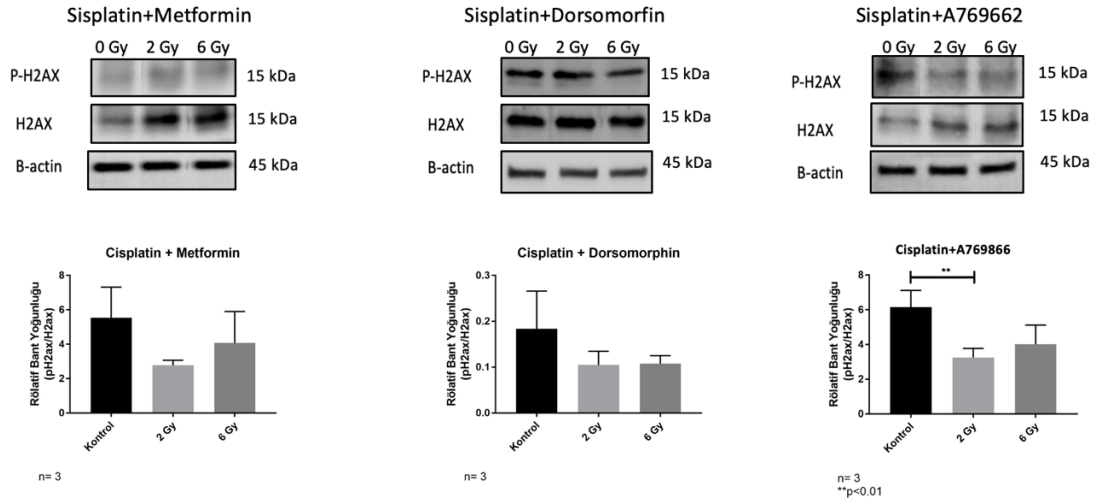 Sisplatin+Metformin
0 Gy 2 Gy 6 Gy
P-H2AX
15 kDa
H2AX
15 kDa
B-actin
45 kDa
Cisplatin + Metformin
Rölatif Bant Yoğunluğu
(pH2ax/H2ax)
8
6
4
2
0
Kontrol
2 Gy
6 Gy
n= 3
Sisplatin+Dorsomorfin
0 Gy 2 Gy 6 Gy
P-H2AX
15 kDa
H2AX
15 kDa
B-actin
45 kDa
Cisplatin + Dorsomorphin
Rölatif Bant Yoğunluğu
(pH2ax/H2ax)
0.3
0.2
0.1
0.0
Kontrol
2 Gy
6 Gy
n= 3
Sisplatin+A769662
0 Gy 2 Gy 6 Gy
P-H2AX
15 kDa
H2AX
15 kDa
B-actin
45 kDa
Cisplatin+A769866
**
Rölatif Bant Yoğunluğu
(pH2ax/H2ax)
8
6
4
2
0
Kontrol
2 Gy
6 Gy
n= 3
**p<0.01